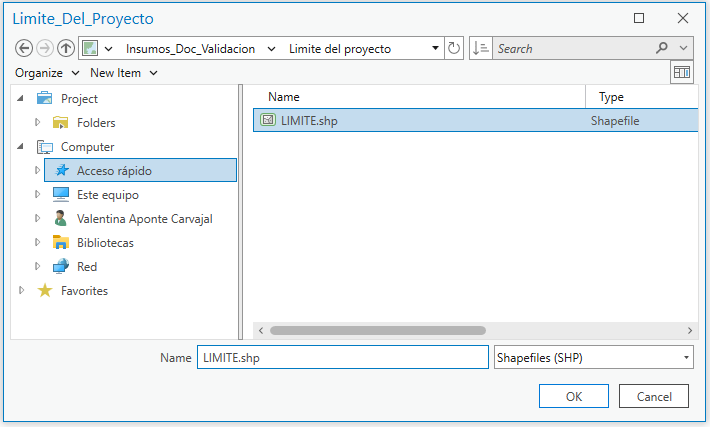 Limite_Del_Proyecto
Insumos_Doc_Validacion Limite del proyecto Search
Organize New Item
Project
Folders
Computer
Acceso rápido
Este equipo
Valentina Aponte Carvajal
Bibliotecas
Red
Favorites
Name Type
LIMITE.shp Shapefile
Name LIMITE.shp Shapefiles (SHP)
OK Cancel